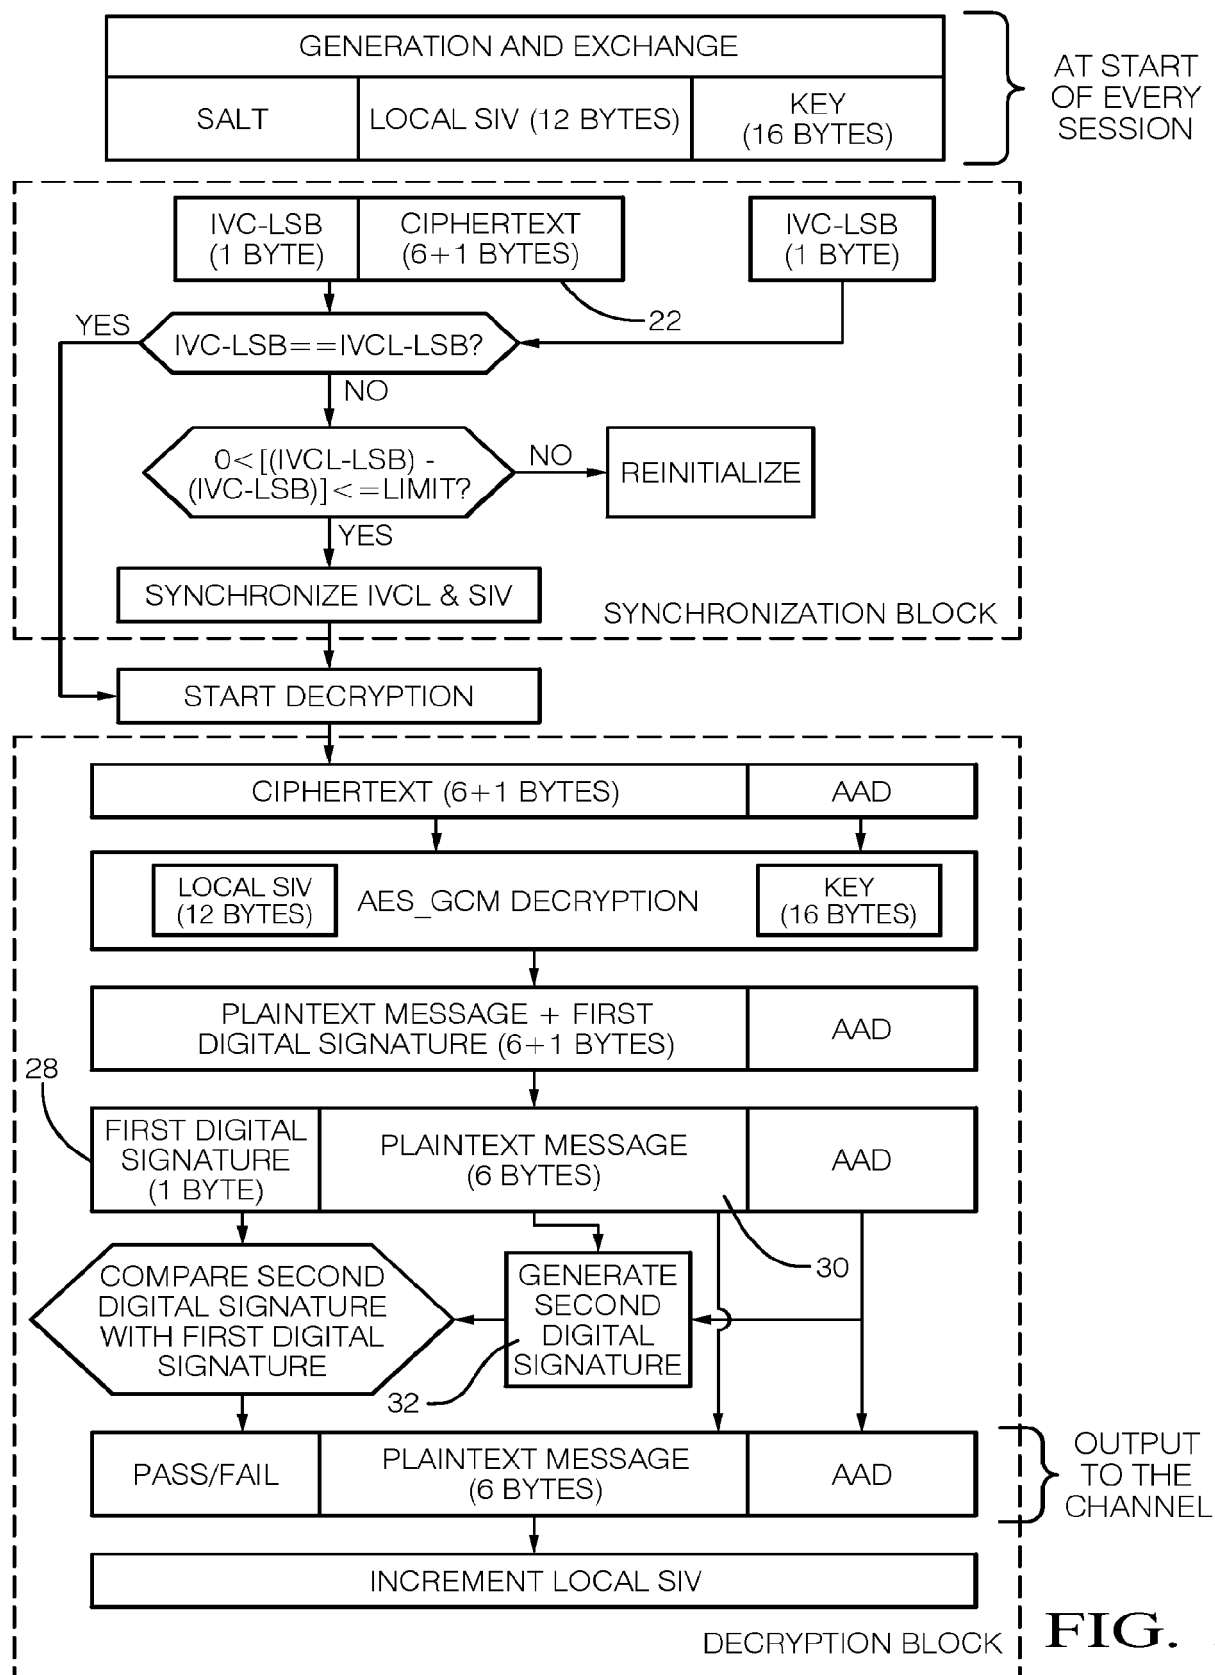 GENERATION AND EXCHANGE
SALT
LOCAL SIV (12 BYTES)
KEY
(16 BYTES)
AT START
OF EVERY
SESSION
IVC-LSB
(1 BYTE)
CIPHERTEXT
(6+1 BYTES)
IVC-LSB
(1 BYTE)
22
YES
IVC-LSB==IVCL-LSB?
NO
0<[(IVCL-LSB) -
(IVC-LSB)]<=LIMIT?
NO
REINITIALIZE
YES
SYNCHRONIZE IVCL & SIV
SYNCHRONIZATION BLOCK
START DECRYPTION
CIPHERTEXT (6+1 BYTES)
AAD
LOCAL SIV
(12 BYTES)
AES_GCM DECRYPTION
KEY
(16 BYTES)
PLAINTEXT MESSAGE + FIRST
DIGITAL SIGNATURE (6+1 BYTES)
AAD
28
FIRST DIGITAL
SIGNATURE
(1 BYTE)
PLAINTEXT MESSAGE
(6 BYTES)
AAD
30
COMPARE SECOND
DIGITAL SIGNATURE
WITH FIRST DIGITAL
SIGNATURE
GENERATE
SECOND
DIGITAL
SIGNATURE
32
PASS/FAIL
PLAINTEXT MESSAGE
(6 BYTES)
AAD
OUTPUT
TO THE
CHANNEL
INCREMENT LOCAL SIV
DECRYPTION BLOCK
FIG.